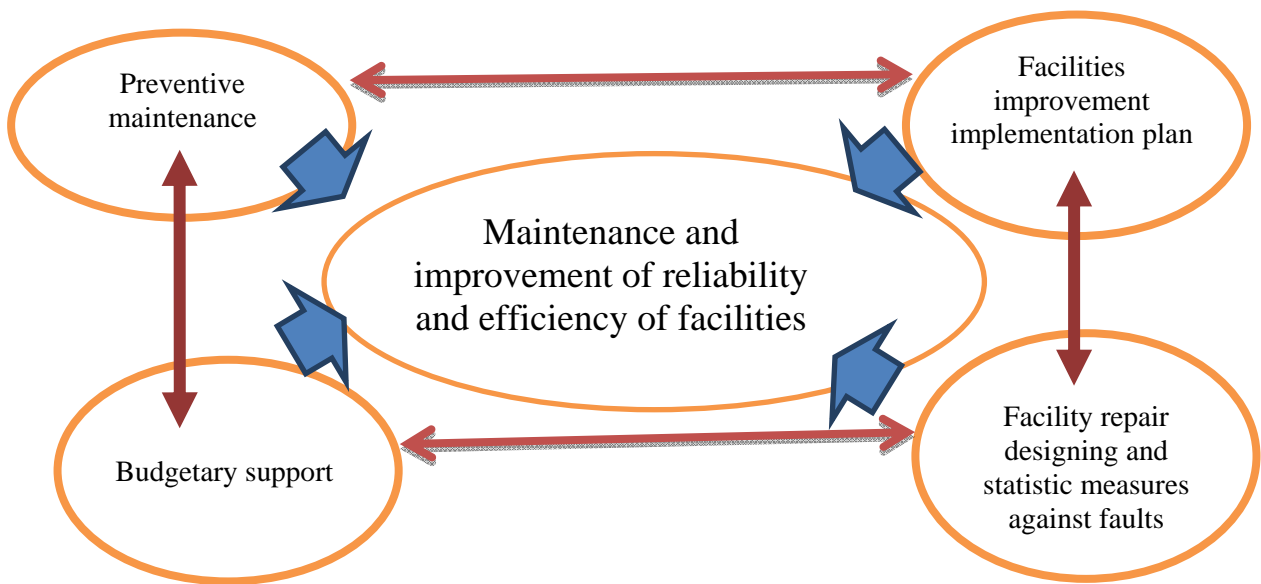 Preventive
maintenance
Facilities
improvement
implementation plan
Maintenance and
improvement of reliability
and efficiency of facilities
Budgetary support
Facility repair
designing and
statistic measures
against faults